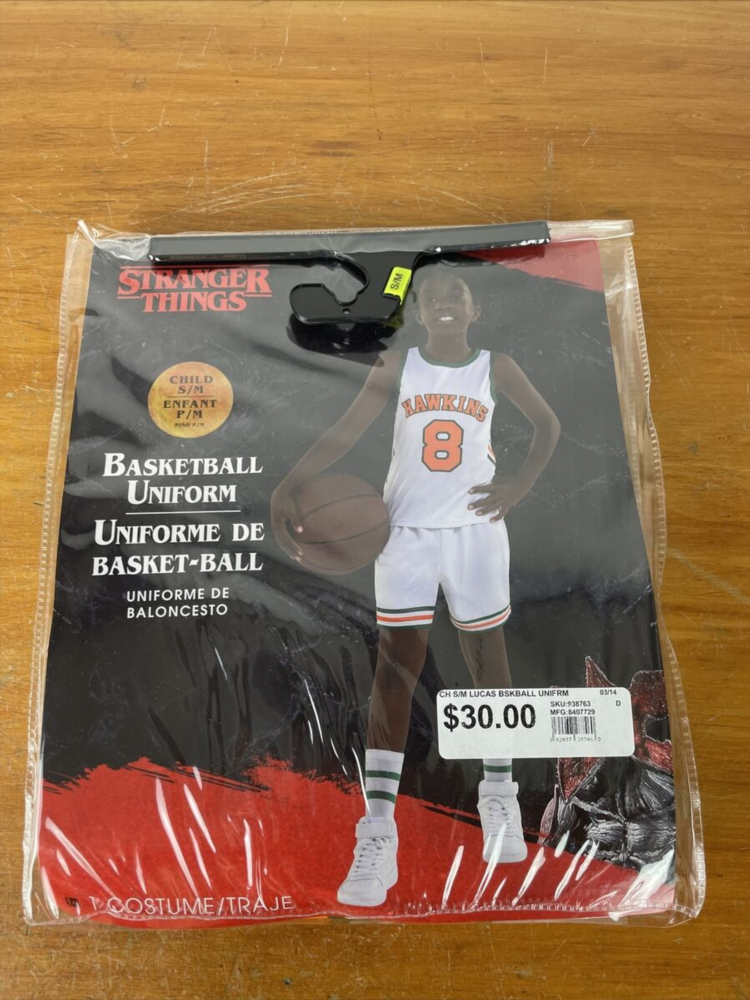 STRANGER
THINGS
S/M
CHILD
S/M
ENFANT
P/M
NIÑO P/M
BASKETBALL
UNIFORM
UNIFORME DE
BASKET-BALL
UNIFORME DE
BALONCESTO
HAWKINS
8
CH S/M LUCAS BSKBALL UNIFRM 03/14
SKU:938763 D
MFG:8407729
$30.00
1 COSTUME/TRAJE